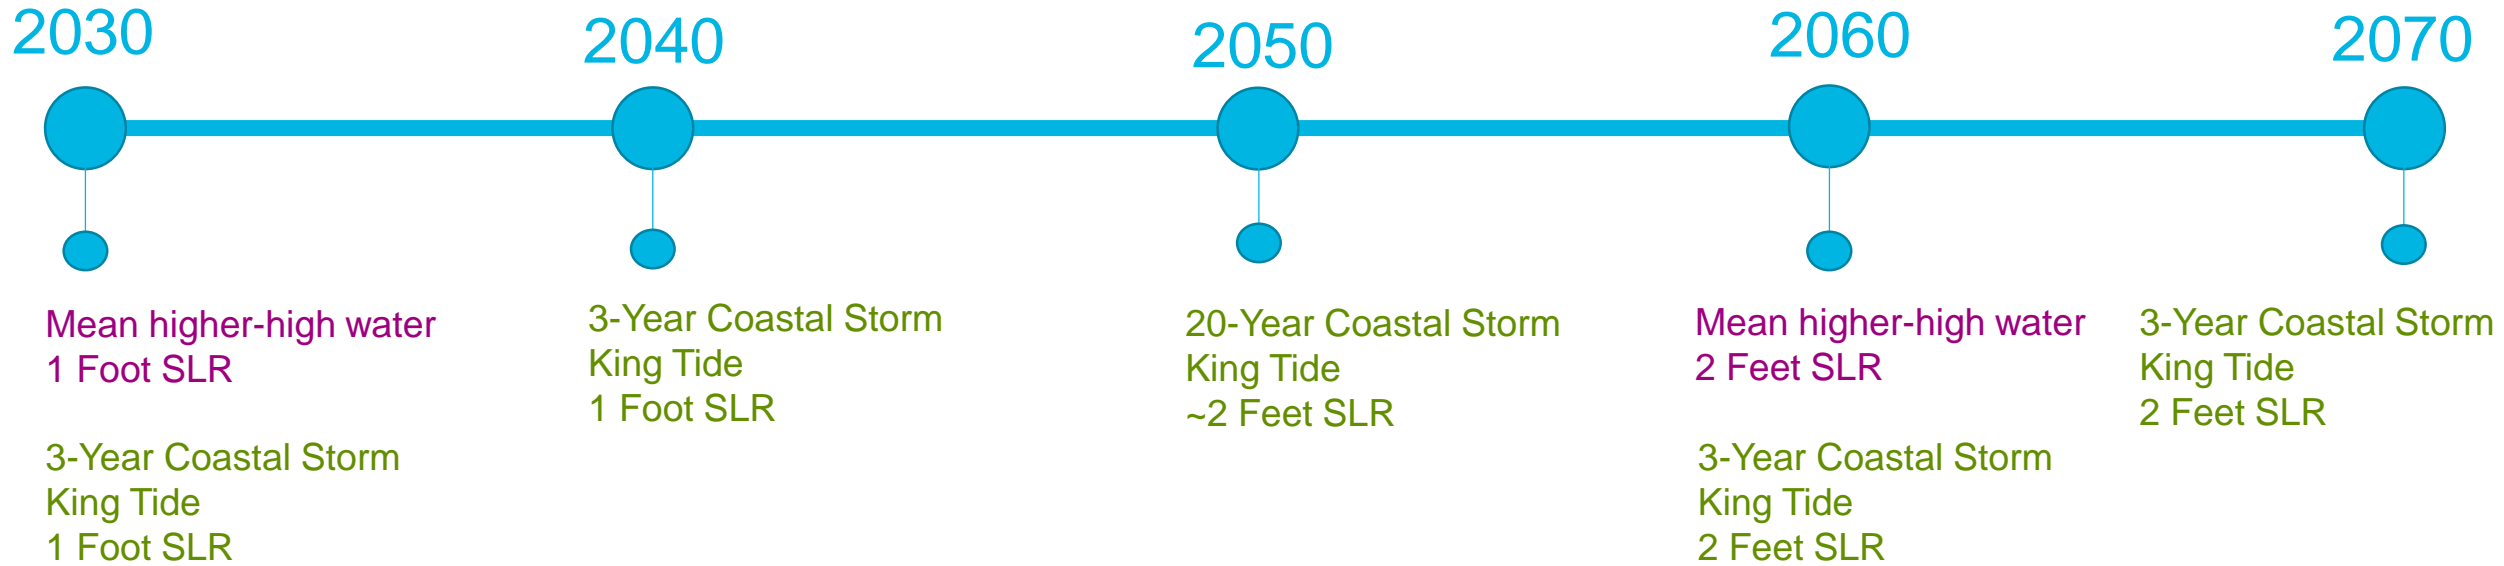 2030
2040
2050
2060
2070
Mean higher-high water
1 Foot SLR
3-Year Coastal Storm
King Tide
1 Foot SLR
3-Year Coastal Storm
King Tide
1 Foot SLR
20-Year Coastal Storm
King Tide
~2 Feet SLR
Mean higher-high water
2 Feet SLR
3-Year Coastal Storm
King Tide
2 Feet SLR
3-Year Coastal Storm
King Tide
2 Feet SLR